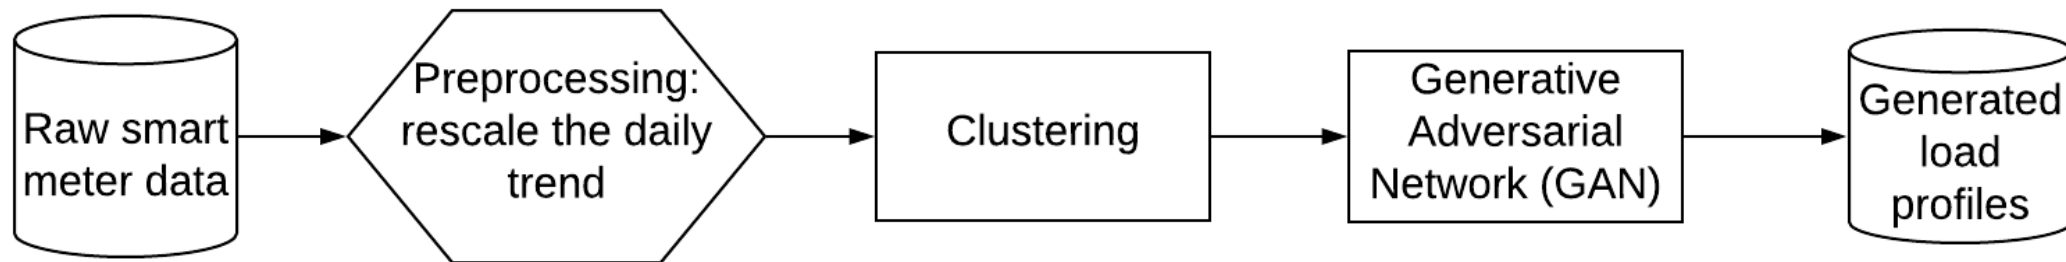 Raw smart
meter data
Preprocessing:
rescale the daily
trend
Clustering
Generative
Adversarial
Network (GAN)
Generated
load
profiles